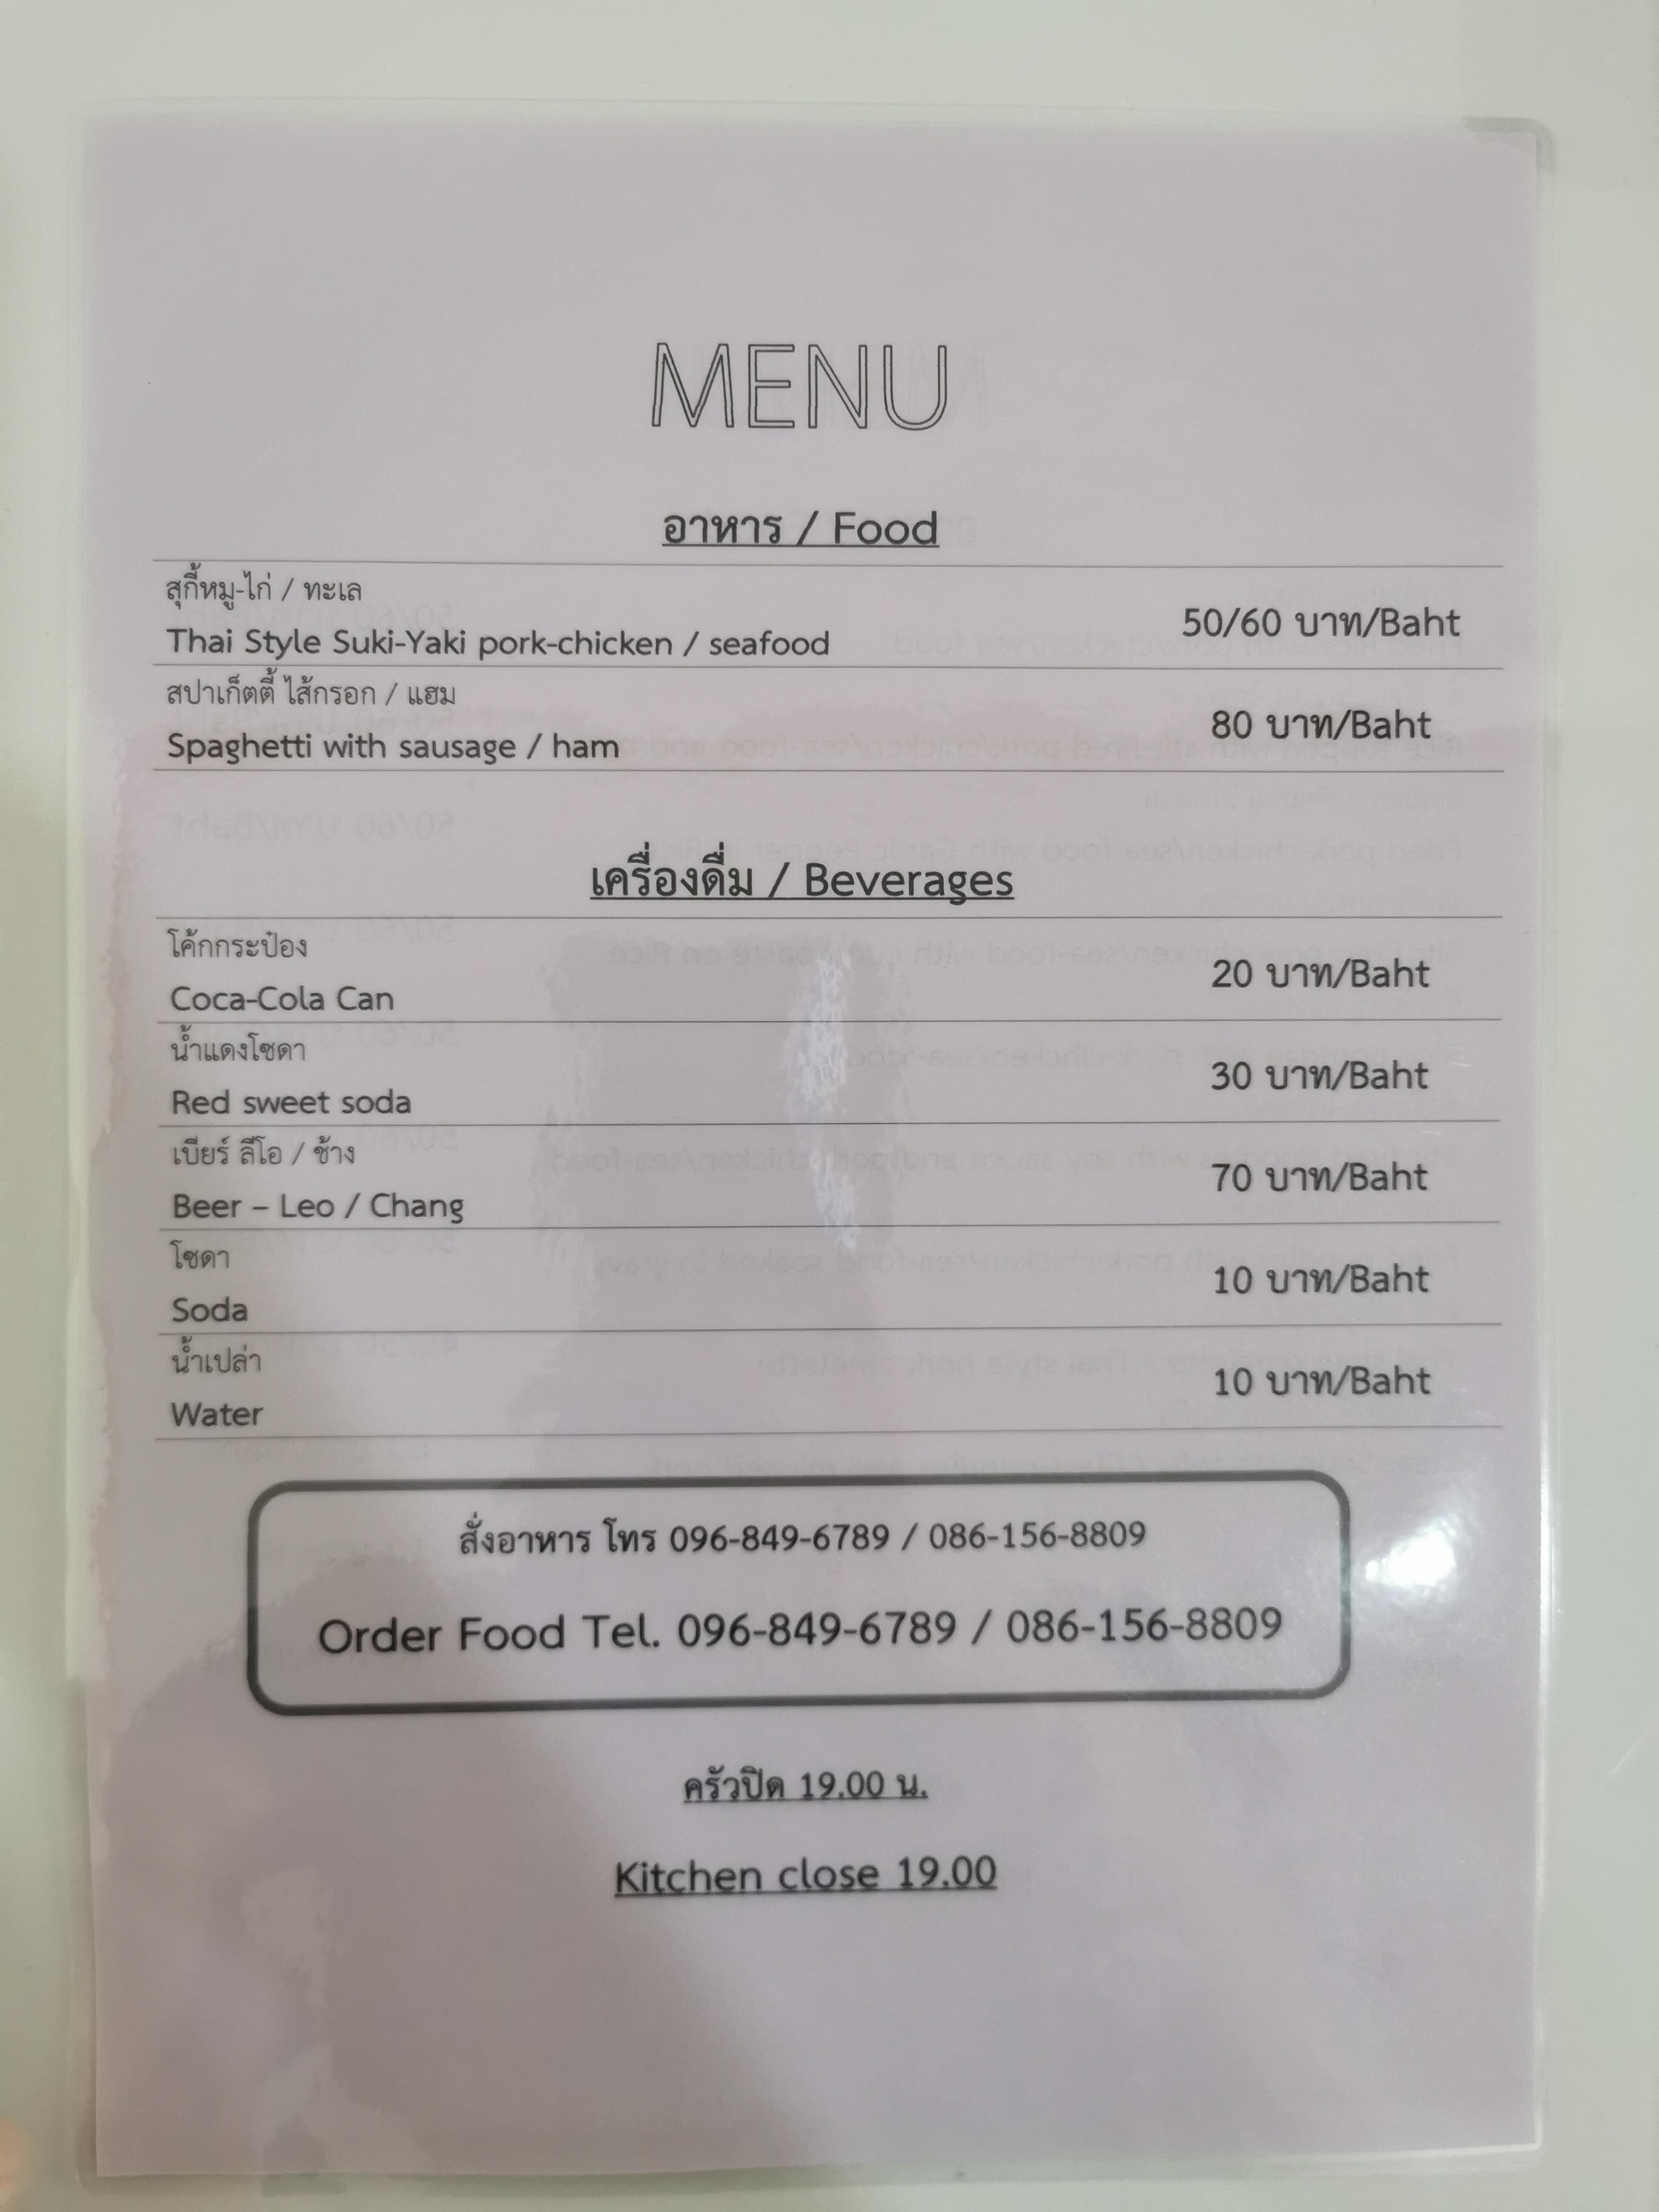 MENU
อาหาร / Food
สุกี้หมู-ไก่ / ทะเล
Thai Style Suki-Yaki pork-chicken / seafood
50/60 บาท/Baht
สปาเก็ตตี้ ไส้กรอก / แฮม
Spaghetti with sausage / ham
80 บาท/Baht
เครื่องดื่ม / Beverages
โค้กกระป๋อง
Coca-Cola Can
20 บาท/Baht
น้ำแดงโซดา
Red sweet soda
30 บาท/Baht
เบียร์ ลีโอ / ช้าง
Beer – Leo / Chang
70 บาท/Baht
โซดา
Soda
10 บาท/Baht
น้ำเปล่า
Water
10 บาท/Baht
สั่งอาหาร โทร 096-849-6789 / 086-156-8809
Order Food Tel. 096-849-6789 / 086-156-8809
ครัวปิด 19.00 น.
Kitchen close 19.00